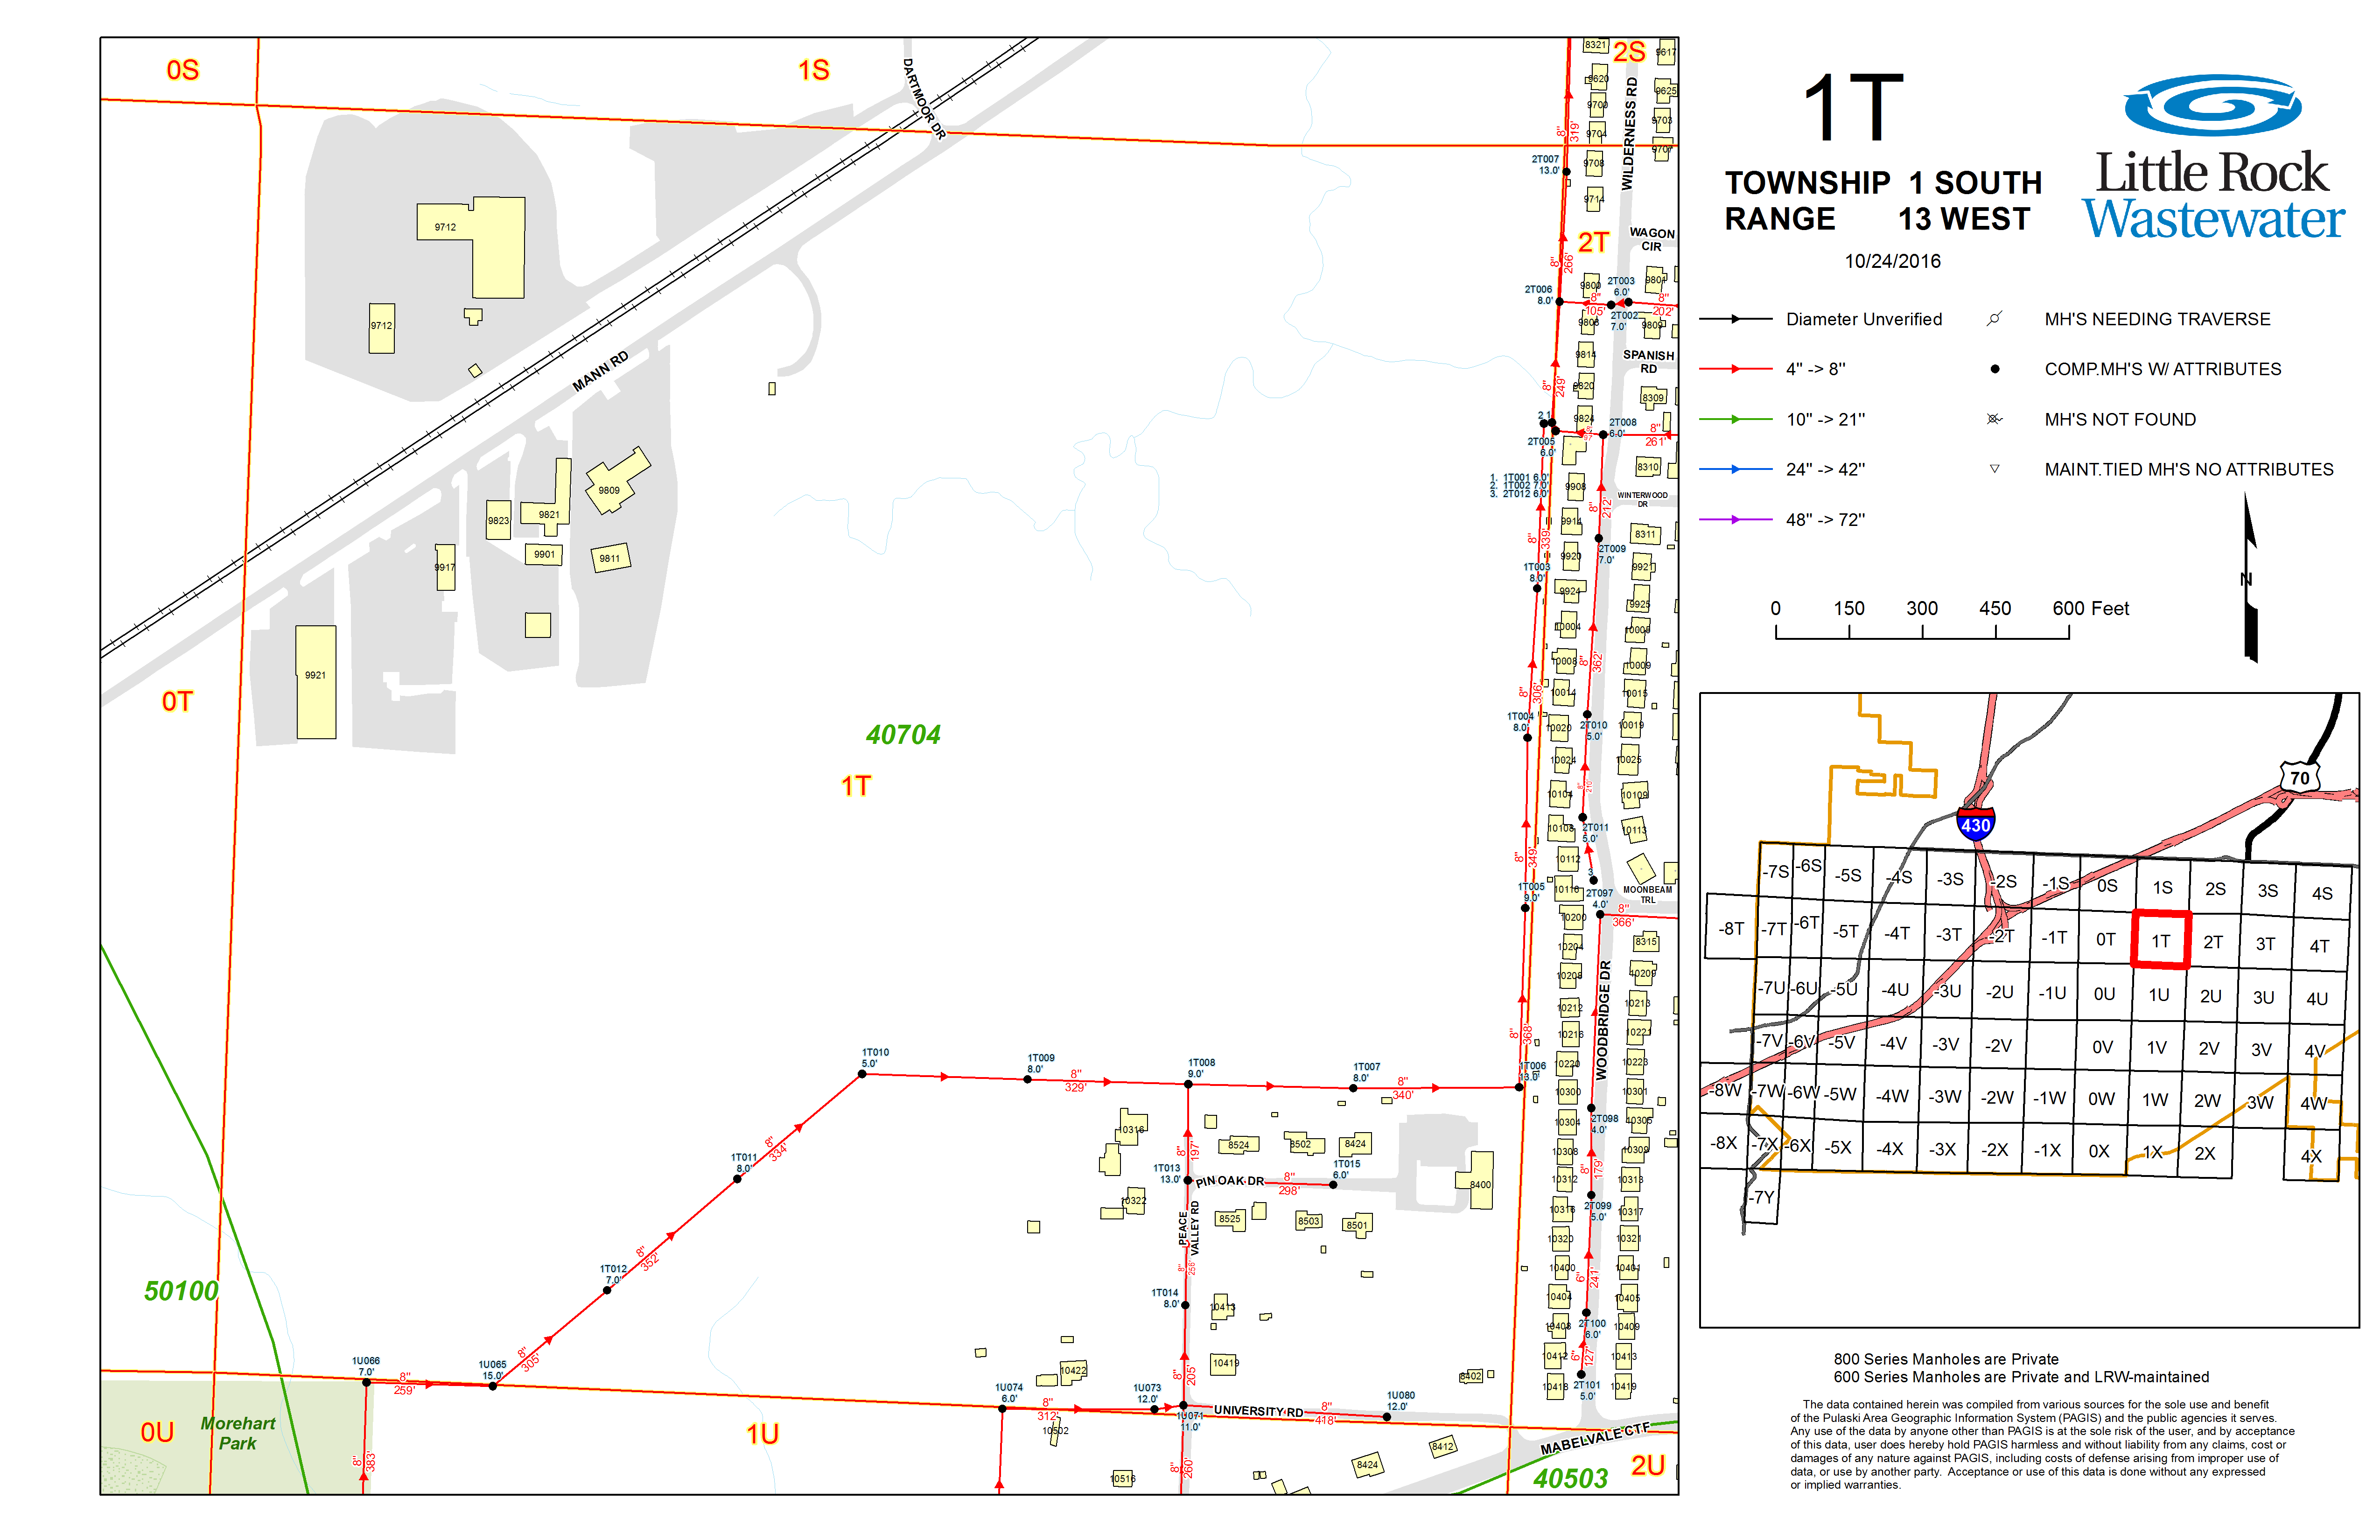 1T
TOWNSHIP 1 SOUTH
RANGE 13 WEST
10/24/2016
Little Rock
Wastewater
Diameter Unverified
4" -> 8"
10" -> 21"
24" -> 42"
48" -> 72"
MH'S NEEDING TRAVERSE
COMP.MH'S W/ ATTRIBUTES
MH'S NOT FOUND
MAINT.TIED MH'S NO ATTRIBUTES
N
0 150 300 450 600 Feet
0S
1S
2S
DARTMOOR DR
MANN RD
WILDERNESS RD
WAGON
CIR
SPANISH
RD
WINTERWOOD
DR
MOONBEAM
TRL
WOODBRIDGE DR
PIN OAK DR
PEACE
VALLEY RD
UNIVERSITY RD
MABELVALE CTF
0T
1T
2T
0U
1U
2U
40704
50100
40503
Morehart
Park
9712
9712
9809
9821
9823
9901
9811
9917
9921
8321
9617
9620
9625
9700
9703
9704
9707
9708
9714
9800
9801
9806
9809
9814
9820
8309
9824
8310
9908
9914
8311
9920
9921
9924
9925
10004
10005
10008
10009
10014
10015
10020
10019
10024
10025
10104
10109
10108
10113
10112
10116
10200
10204
8315
10208
10209
10212
10213
10216
10221
10220
10223
10300
10301
10304
10305
10308
10309
10312
10313
10316
10317
10320
10321
10400
10401
10404
10405
10408
10409
10412
10413
10418
10419
10316
10322
8524
8502
8424
8525
8503
8501
8400
10413
10419
10422
8402
10502
10516
8424
8412
2T007
13.0'
2T006
8.0'
2T003
6.0'
2T002
7.0'
2 1
2T005
6.0'
2T008
6.0'
1. 1T001 6.0'
2. 1T002 7.0'
3. 2T012 6.0'
2T009
7.0'
1T003
8.0'
1T004
8.0'
2T010
5.0'
2T011
5.0'
3
1T005
9.0'
2T097
4.0'
1T006
13.0'
2T098
4.0'
2T099
5.0'
2T100
6.0'
2T101
5.0'
1T010
5.0'
1T009
8.0'
1T008
9.0'
1T007
8.0'
1T011
8.0'
1T012
7.0'
1T013
13.0'
1T015
6.0'
1T014
8.0'
1U066
7.0'
1U065
15.0'
1U074
6.0'
1U073
12.0'
1U071
11.0'
1U080
12.0'
8" 319'
8" 266'
8" 105'
8" 202'
8" 249'
8" 97'
8" 261'
8" 339'
8" 212'
8" 306'
8" 362'
8" 210'
8" 349'
8" 366'
8" 368'
8" 179'
6" 241'
6" 127'
8" 329'
8" 340'
8" 334'
8" 352'
8" 305'
8" 259'
8" 383'
8" 197'
8" 298'
8" 256'
8" 205'
8" 312'
8" 418'
8" 260'
70
430
-7S -6S -5S -4S -3S -2S -1S 0S 1S 2S 3S 4S
-8T -7T -6T -5T -4T -3T -2T -1T 0T 1T 2T 3T 4T
-7U -6U -5U -4U -3U -2U -1U 0U 1U 2U 3U 4U
-7V -6V -5V -4V -3V -2V 0V 1V 2V 3V 4V
-8W -7W -6W -5W -4W -3W -2W -1W 0W 1W 2W 3W 4W
-8X -7X -6X -5X -4X -3X -2X -1X 0X 1X 2X 4X
-7Y
800 Series Manholes are Private
600 Series Manholes are Private and LRW-maintained
The data contained herein was compiled from various sources for the sole use and benefit
of the Pulaski Area Geographic Information System (PAGIS) and the public agencies it serves.
Any use of the data by anyone other than PAGIS is at the sole risk of the user, and by acceptance
of this data, user does hereby hold PAGIS harmless and without liability from any claims, cost or
damages of any nature against PAGIS, including costs of defense arising from improper use of
data, or use by another party. Acceptance or use of this data is done without any expressed
or implied warranties.